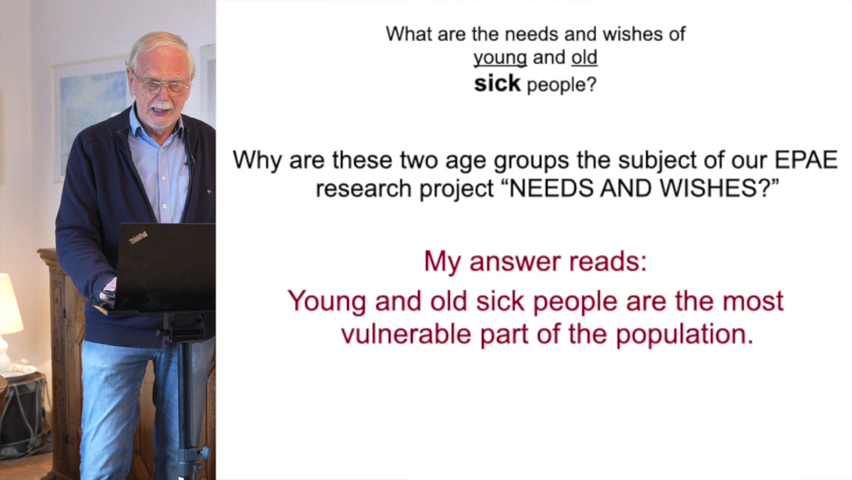 What are the needs and wishes of
young and old
sick people?
Why are these two age groups the subject of our EPAE
research project “NEEDS AND WISHES?”
My answer reads:
Young and old sick people are the most
vulnerable part of the population.
ThinkPad